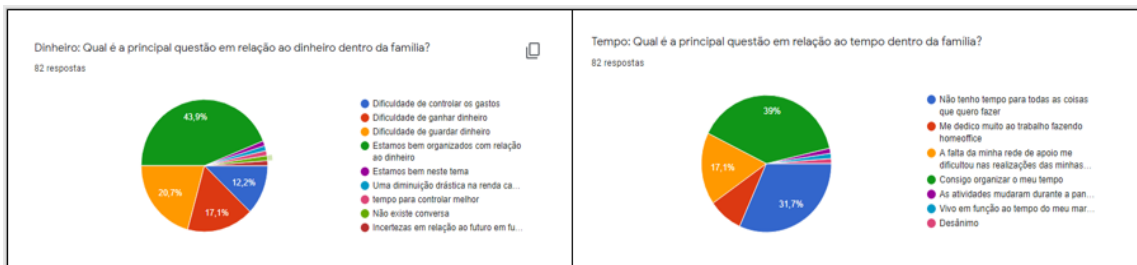 Dinheiro: Qual é a principal questão em relação ao dinheiro dentro da família?
82 respostas
43,9%
20,7%
17,1%
12,2%
Dificuldade de controlar os gastos
Dificuldade de ganhar dinheiro
Dificuldade de guardar dinheiro
Estamos bem organizados com relação
ao dinheiro
Estamos bem neste tema
Uma diminuição drástica na renda ca...
tempo para controlar melhor
Não existe conversa
Incertezas em relação ao futuro em fu...
Tempo: Qual é a principal questão em relação ao tempo dentro da família?
82 respostas
39%
17,1%
31,7%
Não tenho tempo para todas as coisas
que quero fazer
Me dedico muito ao trabalho fazendo
homeoffice
A falta da minha rede de apoio me
dificultou nas realizações das minhas...
Consigo organizar o meu tempo
As atividades mudaram durante a pan...
Vivo em função ao tempo do meu mar...
Desânimo